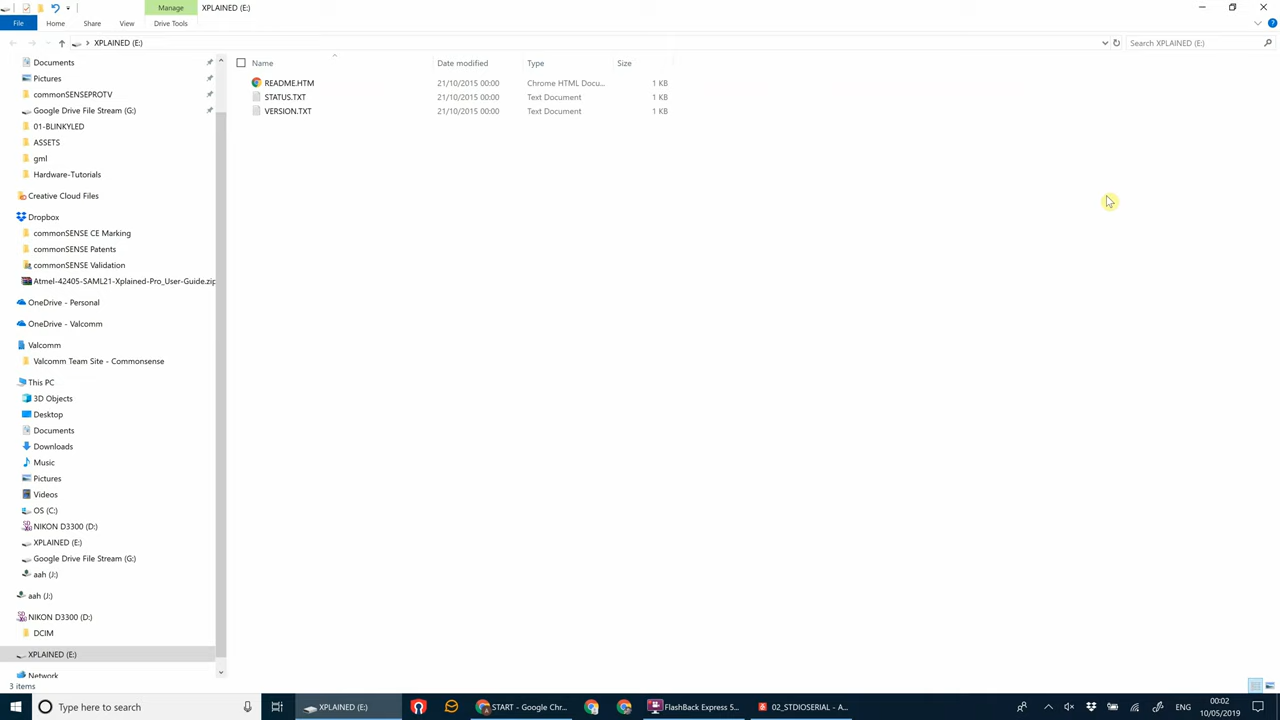 Manage
XPLAINED (E:)
File
Home
Share
View
Drive Tools
XPLAINED (E:)
Search XPLAINED (E:)
Documents
Pictures
commonSENSEPROTV
Google Drive File Stream (G:)
01-BLINKYLED
ASSETS
gml
Hardware-Tutorials
Creative Cloud Files
Dropbox
commonSENSE CE Marking
commonSENSE Patents
commonSENSE Validation
Atmel-42405-SAML21-Xplained-Pro_User-Guide.zip
OneDrive - Personal
OneDrive - Valcomm
Valcomm
Valcomm Team Site - Commonsense
This PC
3D Objects
Desktop
Documents
Downloads
Music
Pictures
Videos
OS (C:)
NIKON D3300 (D:)
XPLAINED (E:)
Google Drive File Stream (G:)
aah (J:)
aah (J:)
NIKON D3300 (D:)
DCIM
XPLAINED (E:)
Network
Name Date modified Type Size
README.HTM 21/10/2015 00:00 Chrome HTML Docu... 1 KB
STATUS.TXT 21/10/2015 00:00 Text Document 1 KB
VERSION.TXT 21/10/2015 00:00 Text Document 1 KB
3 items
Type here to search
XPLAINED (E:)
START - Google Chr...
FlashBack Express 5...
02_STDIOSERIAL - A...
ENG
00:02
10/05/2019